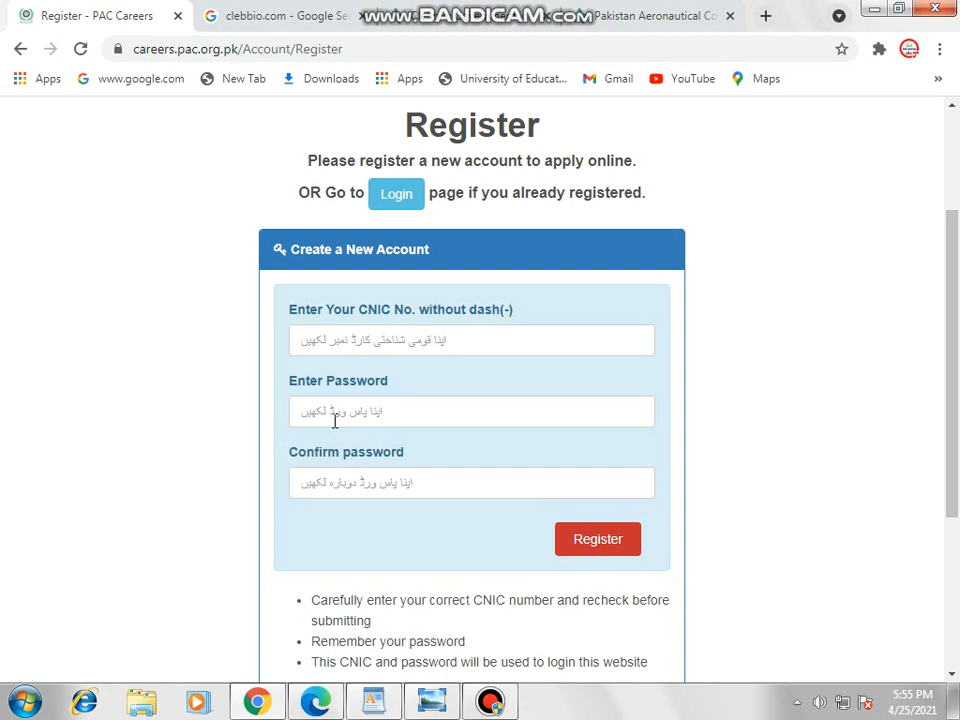 Register - PAC Careers
clebbio.com - Google Se
Pakistan Aeronautical Co
www.BANDICAM.com
careers.pac.org.pk/Account/Register
Apps
www.google.com
New Tab
Downloads
Apps
University of Educat...
Gmail
YouTube
Maps
»
Register
Please register a new account to apply online.
OR Go to Login page if you already registered.
Create a New Account
Enter Your CNIC No. without dash(-)
اپنا قومی شناختی کارڈ نمبر لکھیں
Enter Password
اپنا پاس ورڈ لکھیں
Confirm password
اپنا پاس ورڈ دوبارہ لکھیں
Register
• Carefully enter your correct CNIC number and recheck before
submitting
• Remember your password
• This CNIC and password will be used to login this website
5:55 PM
4/25/2021